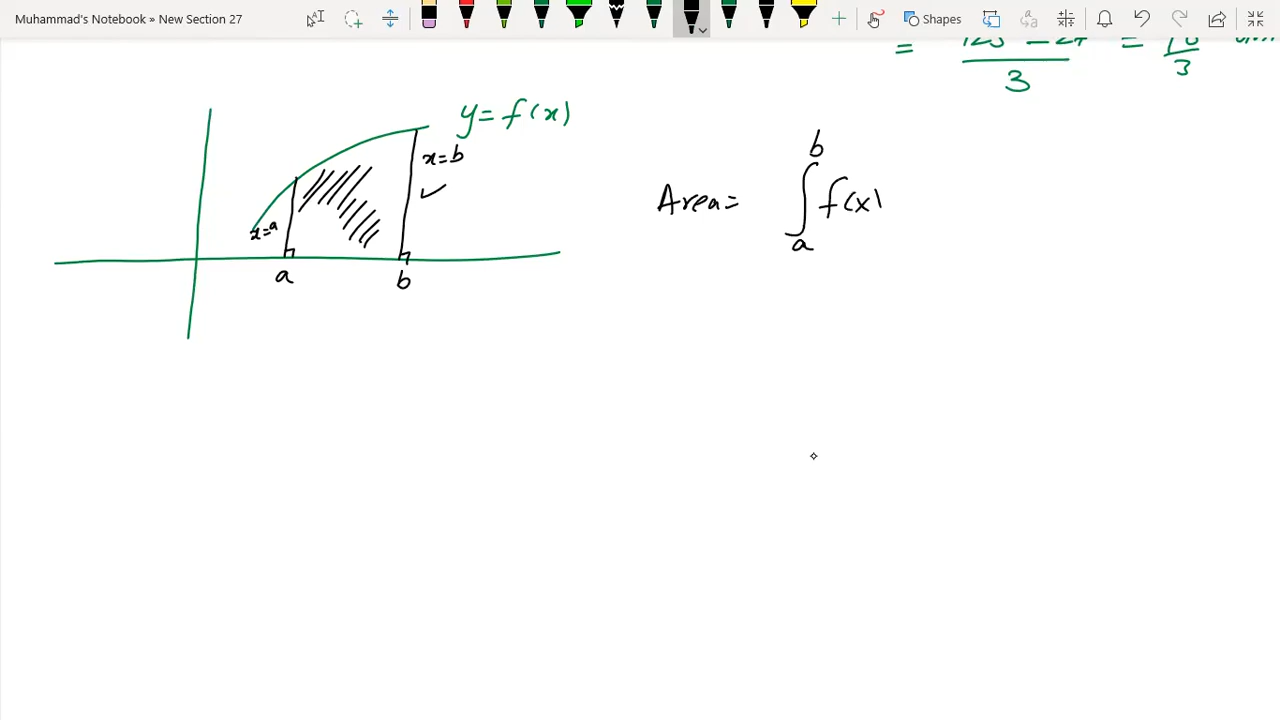 Muhammad's Notebook » New Section 27
Shapes
= 3
= 3
y = f(x)
x=b
x=a
a
b
Area = ∫ₐᵇ f(x)